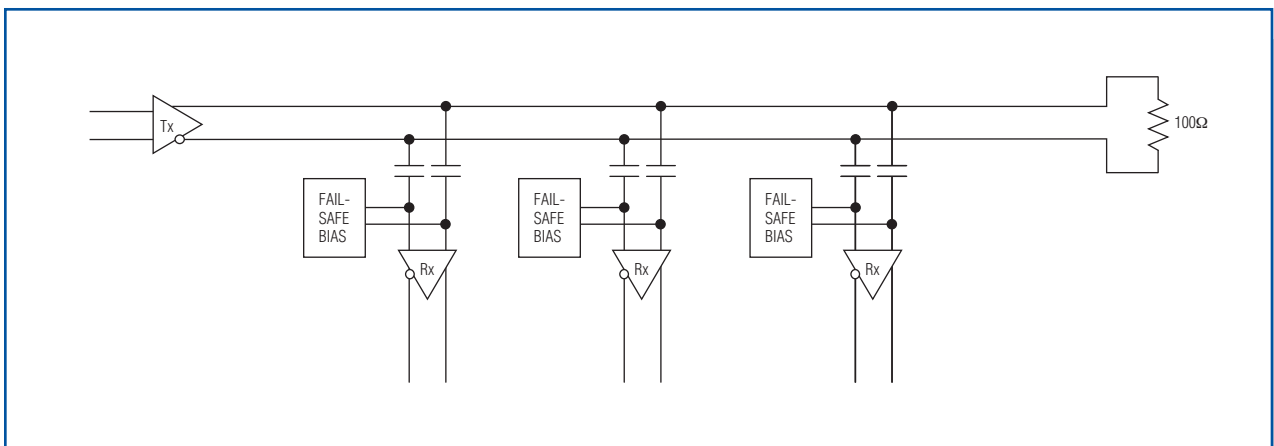 Tx
100Ω
FAIL-
SAFE
BIAS
FAIL-
SAFE
BIAS
FAIL-
SAFE
BIAS
Rx
Rx
Rx